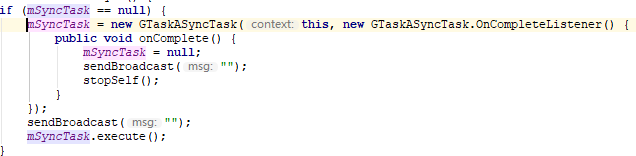 if (mSyncTask == null) {
mSyncTask = new GTaskASyncTask( context: this, new GTaskASyncTask.OnCompleteListener() {
public void onComplete() {
mSyncTask = null;
sendBroadcast( msg: "");
stopSelf();
}
});
sendBroadcast( msg: "");
mSyncTask.execute();
}